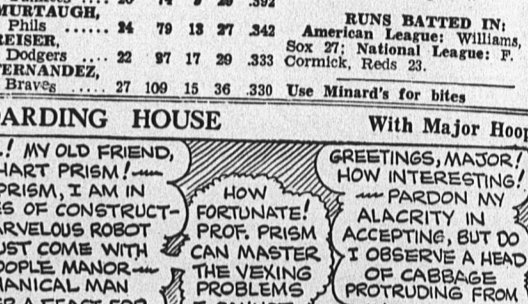 MURTAUGH,
Phils ...... 24 79 13 27 .342
REISER,
Dodgers .... 22 87 17 29 .333
FERNANDEZ,
Braves ..... 27 109 15 36 .330
RUNS BATTED IN:
American League: Williams,
Sox 27; National League: F.
Cormick, Reds 23.
Use Minard's for bites
ARDING HOUSE
With Major Hoop
! MY OLD FRIEND,
HART PRISM!
PRISM, I AM IN
ES OF CONSTRUCT-
ARVELOUS ROBOT
UST COME WITH
OOPLE MANOR
HANICAL MAN
HOW
FORTUNATE!
PROF. PRISM
CAN MASTER
THE VEXING
PROBLEMS
GREETINGS, MAJOR!
HOW INTERESTING!
PARDON MY
ALACRITY IN
ACCEPTING, BUT DO
I OBSERVE A HEAD
OF CABBAGE
PROTRUDING FROM